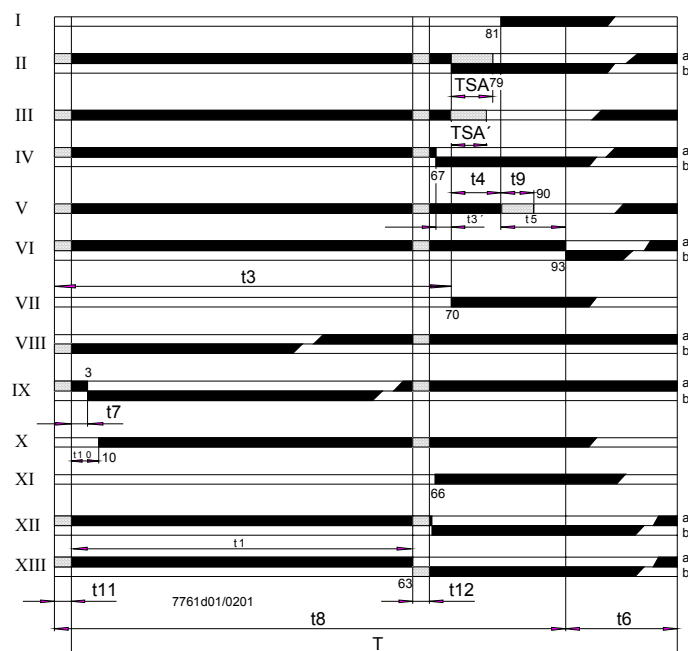 I
81
II a
b
TSA 79
III
TSA´
IV a
b
67
t4 t9
90
V
t3´ t5
VI a
b
93
t3
VII
70
VIII a
b
3
IX a
b
t7
X
t10 10
XI
66
XII a
b
t1
XIII a
b
63
t11 7761d01/0201 t12
t8 t6
T